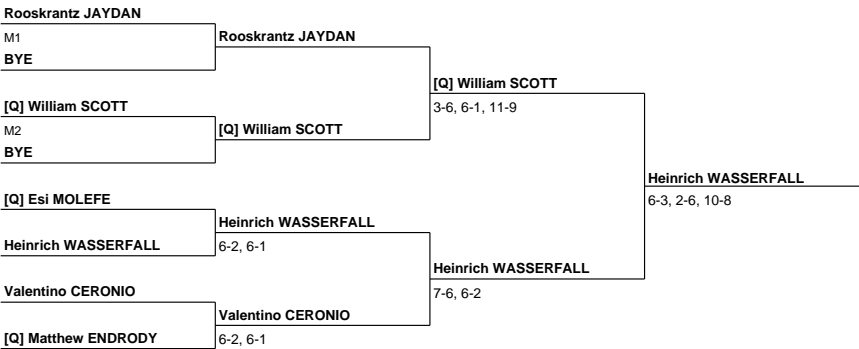 Rooskrantz JAYDAN
M1
BYE
Rooskrantz JAYDAN
[Q] William SCOTT
M2
BYE
[Q] William SCOTT
[Q] William SCOTT
3-6, 6-1, 11-9
[Q] Esi MOLEFE
Heinrich WASSERFALL
Heinrich WASSERFALL
6-2, 6-1
Valentino CERONIO
[Q] Matthew ENDRODY
Valentino CERONIO
6-2, 6-1
Heinrich WASSERFALL
7-6, 6-2
Heinrich WASSERFALL
6-3, 2-6, 10-8